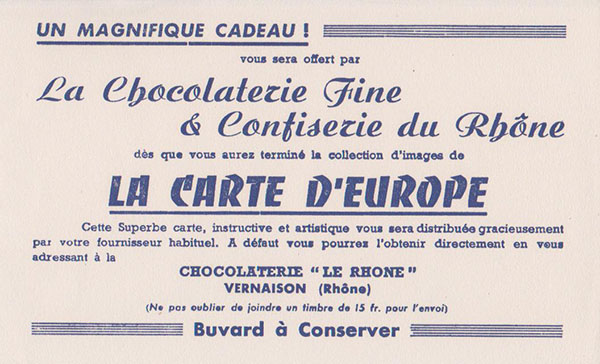 UN MAGNIFIQUE CADEAU !
vous sera offert par
La Chocolaterie Fine
& Confiserie du Rhône
dès que vous aurez terminé la collection d'images de
LA CARTE D'EUROPE
Cette Superbe carte, instructive et artistique vous sera distribuée gracieusement
par votre fournisseur habituel. A défaut vous pourrez l'obtenir directement en vous
adressant à la
CHOCOLATERIE "LE RHONE"
VERNAISON (Rhône)
(Ne pas oublier de joindre un timbre de 15 fr. pour l'envoi)
Buvard à Conserver